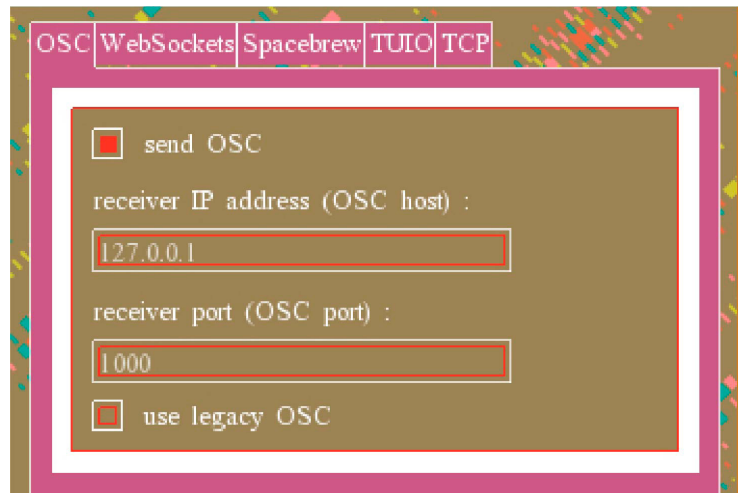 OSC WebSockets Spacebrew TUIO TCP
send OSC
receiver IP address (OSC host) :
127.0.0.1
receiver port (OSC port) :
1000
use legacy OSC